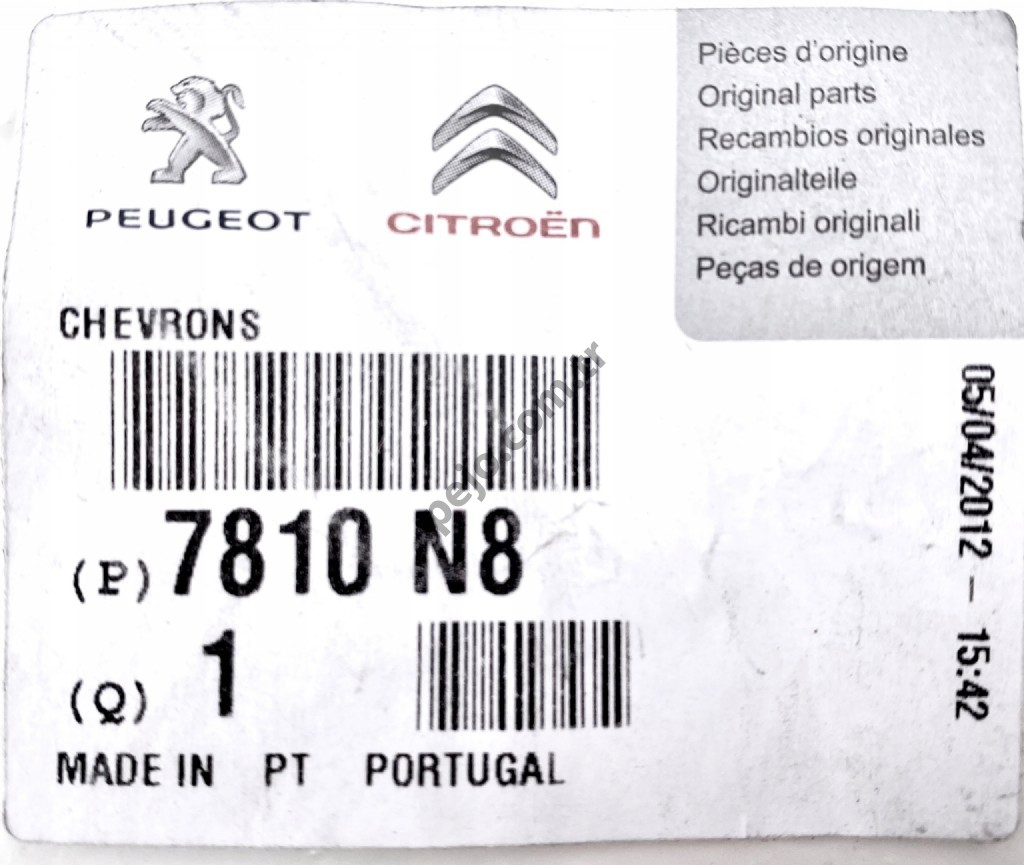 PEUGEOT
CITROËN
Pièces d'origine
Original parts
Recambios originales
Originalteile
Ricambi originali
Peças de origem
CHEVRONS
(P) 7810 N8
(Q) 1
MADE IN PT PORTUGAL
05/04/2012 - 15:42
pejo.com.tr